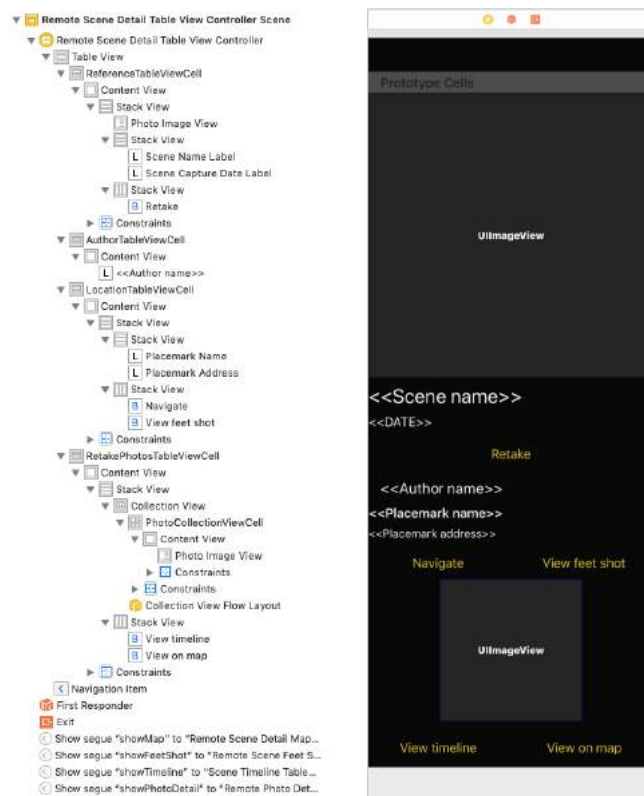 Remote Scene Detail Table View Controller Scene
Remote Scene Detail Table View Controller
Table View
ReferenceTableViewCell
Content View
Stack View
Photo Image View
Stack View
L Scene Name Label
L Scene Capture Date Label
Stack View
B Retake
Constraints
AuthorTableViewCell
Content View
L <<Author name>>
LocationTableViewCell
Content View
Stack View
Stack View
L Placemark Name
L Placemark Address
Stack View
B Navigate
B View feet shot
Constraints
RetakePhotosTableViewCell
Content View
Stack View
Collection View
PhotoCollectionViewCell
Content View
Photo Image View
Constraints
Constraints
Collection View Flow Layout
Stack View
B View timeline
B View on map
Constraints
Navigation Item
First Responder
Exit
Show segue "showMap" to "Remote Scene Detail Map...
Show segue "showFeetShot" to "Remote Scene Feet S...
Show segue "showTimeline" to "Scene Timeline Table...
Show segue "showPhotoDetail" to "Remote Photo Det...
Prototype Cells
UIImageView
<<Scene name>>
<<DATE>>
Retake
<<Author name>>
<<Placemark name>>
<<Placemark address>>
Navigate View feet shot
UIImageView
View timeline View on map